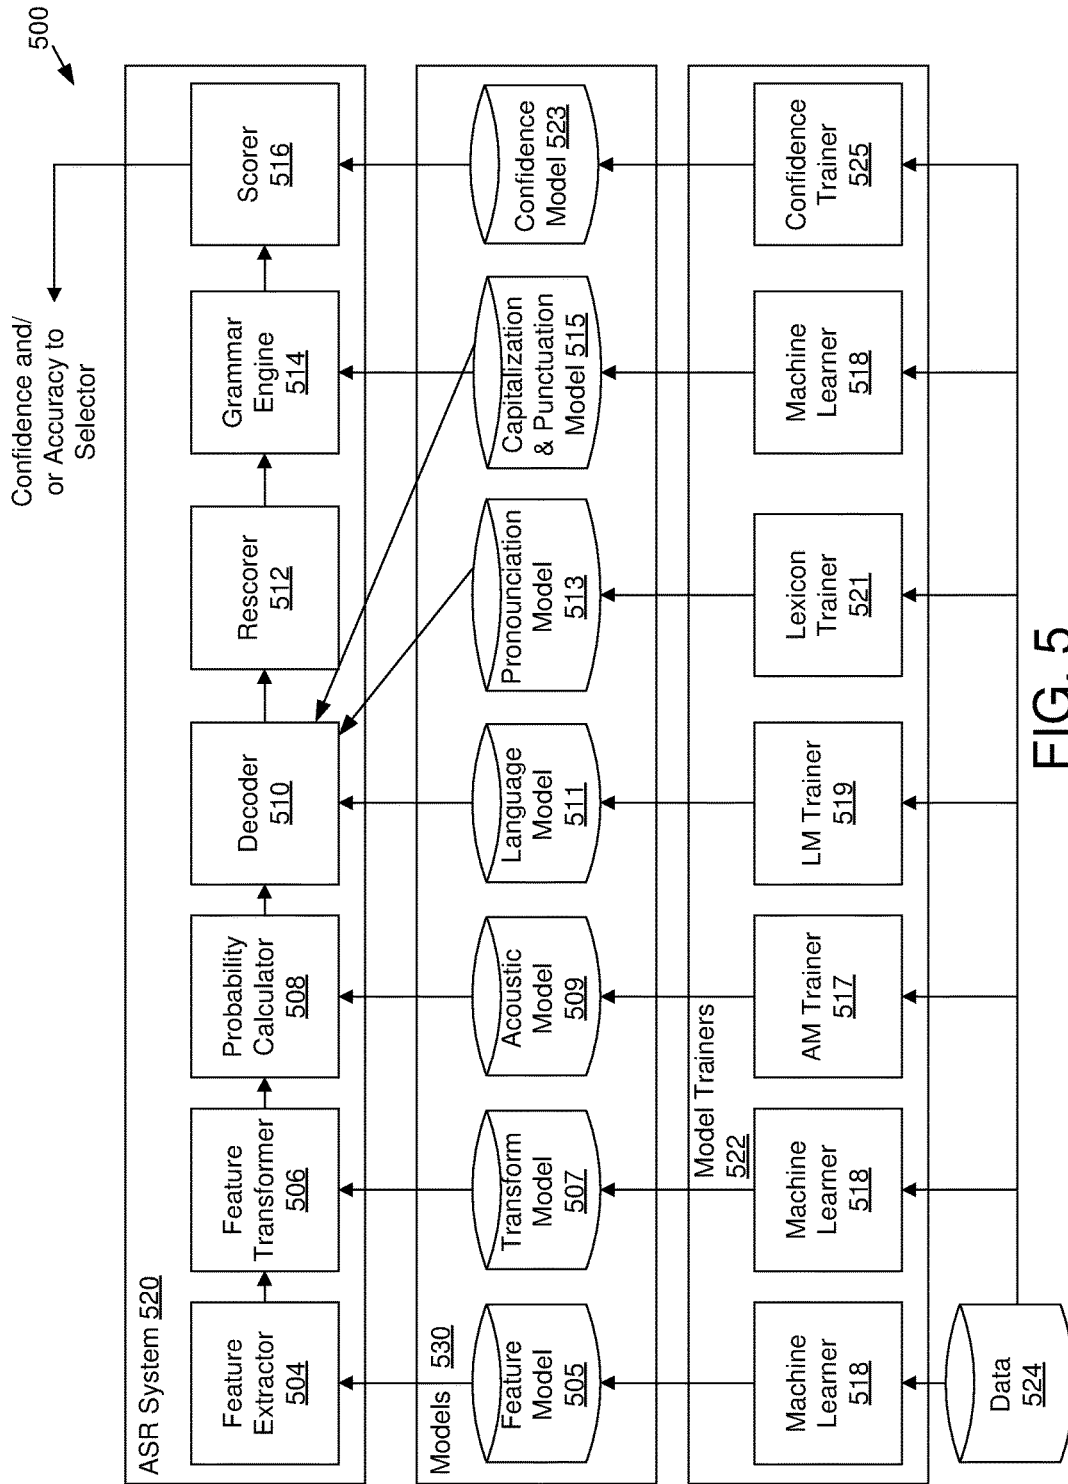 500
Confidence and/
or Accuracy to
Selector
ASR System 520
Feature
Extractor
504
Feature
Transformer
506
Probability
Calculator
508
Decoder
510
Rescorer
512
Grammar
Engine
514
Scorer
516
Models 530
Feature
Model
505
Transform
Model
507
Acoustic
Model
509
Language
Model
511
Pronounciation
Model
513
Capitalization
& Punctuation
Model 515
Confidence
Model 523
Model Trainers
522
Machine
Learner
518
Machine
Learner
518
AM Trainer
517
LM Trainer
519
Lexicon
Trainer
521
Machine
Learner
518
Confidence
Trainer
525
Data
524
FIG. 5